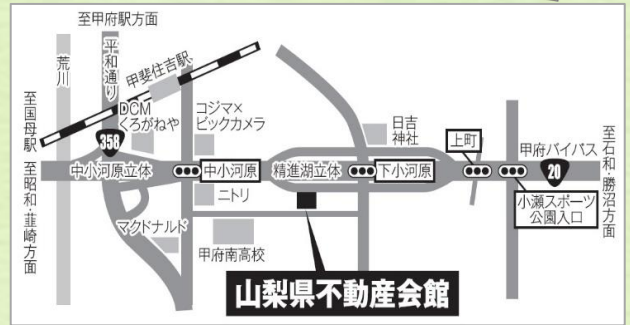 至甲府駅方面
荒川
平和通り
甲斐住吉駅
至国母駅
358
DCM
くろがねや
コジマ×
ビックカメラ
日吉
神社
上町
甲府バイパス
20
至石和・勝沼方面
至昭和・韮崎方面
中小河原立体
中小河原
精進湖立体
下小河原
小瀬スポーツ
公園入口
ニトリ
マクドナルド
甲府南高校
山梨県不動産会館